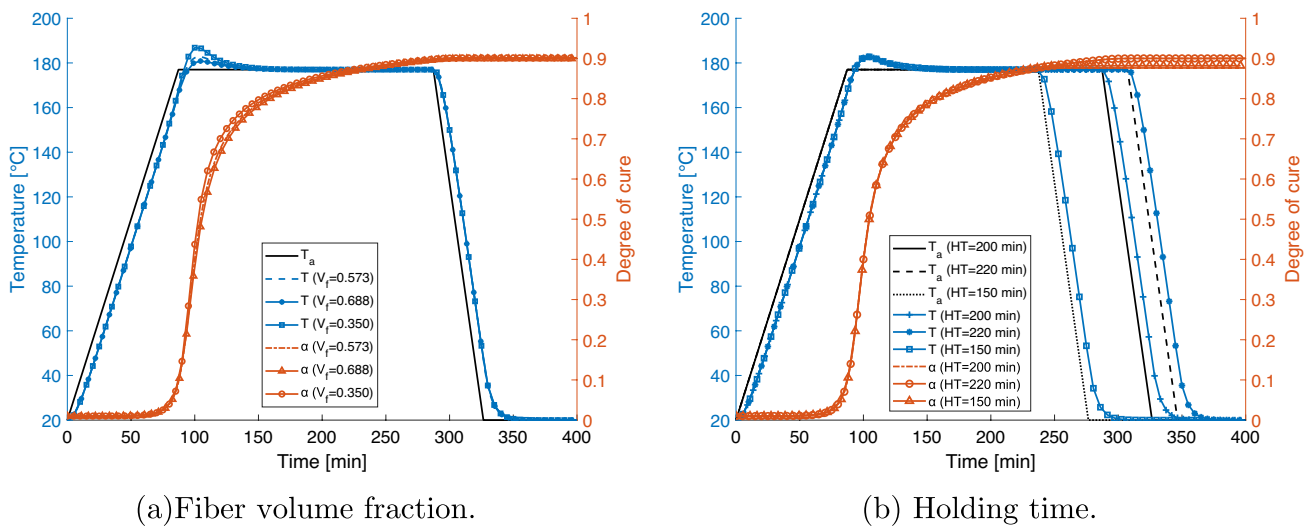 200
180
160
140
120
100
80
60
40
20
Temperature [°C]
0 50 100 150 200 250 300 350 400
Time [min]
1
0.9
0.8
0.7
0.6
0.5
0.4
0.3
0.2
0.1
0
Degree of cure
T_a
T (V_f=0.573)
T (V_f=0.688)
T (V_f=0.350)
α (V_f=0.573)
α (V_f=0.688)
α (V_f=0.350)
(a)Fiber volume fraction.
200
180
160
140
120
100
80
60
40
20
Temperature [°C]
0 50 100 150 200 250 300 350 400
Time [min]
1
0.9
0.8
0.7
0.6
0.5
0.4
0.3
0.2
0.1
0
Degree of cure
T_a (HT=200 min)
T_a (HT=220 min)
T_a (HT=150 min)
T (HT=200 min)
T (HT=220 min)
T (HT=150 min)
α (HT=200 min)
α (HT=220 min)
α (HT=150 min)
(b) Holding time.